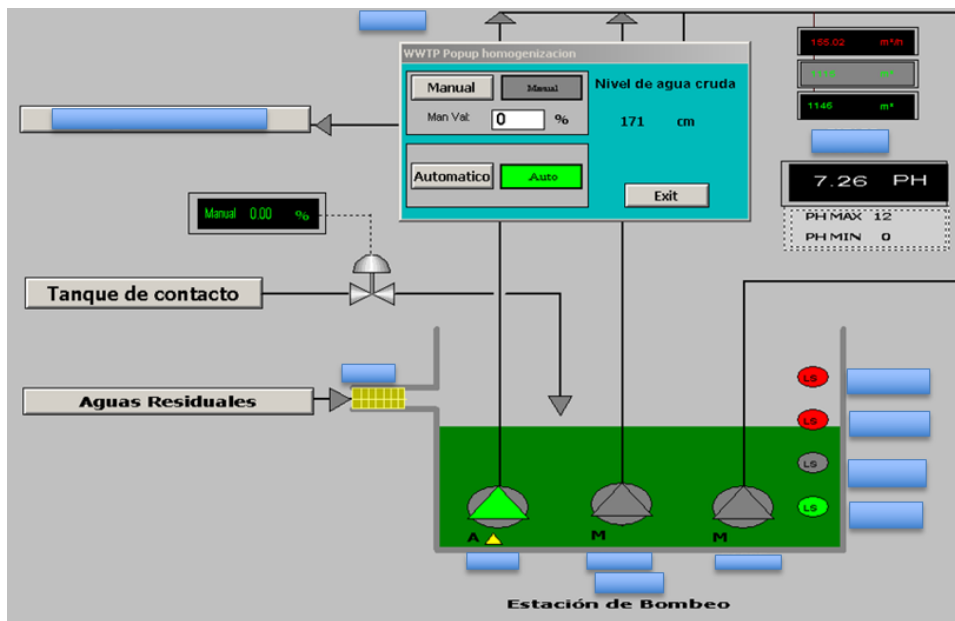 WWTP Popup homogenizacion
Manual Manual
Man Val: 0 %
Automatico Auto
Nivel de agua cruda
171 cm
Exit
155.02 m³/h
1115 m³
1146 m³
7.26 PH
PH MAX 12
PH MIN 0
Manual 0.00 %
Tanque de contacto
Aguas Residuales
LS
LS
LS
LS
A
M
M
Estación de Bombeo